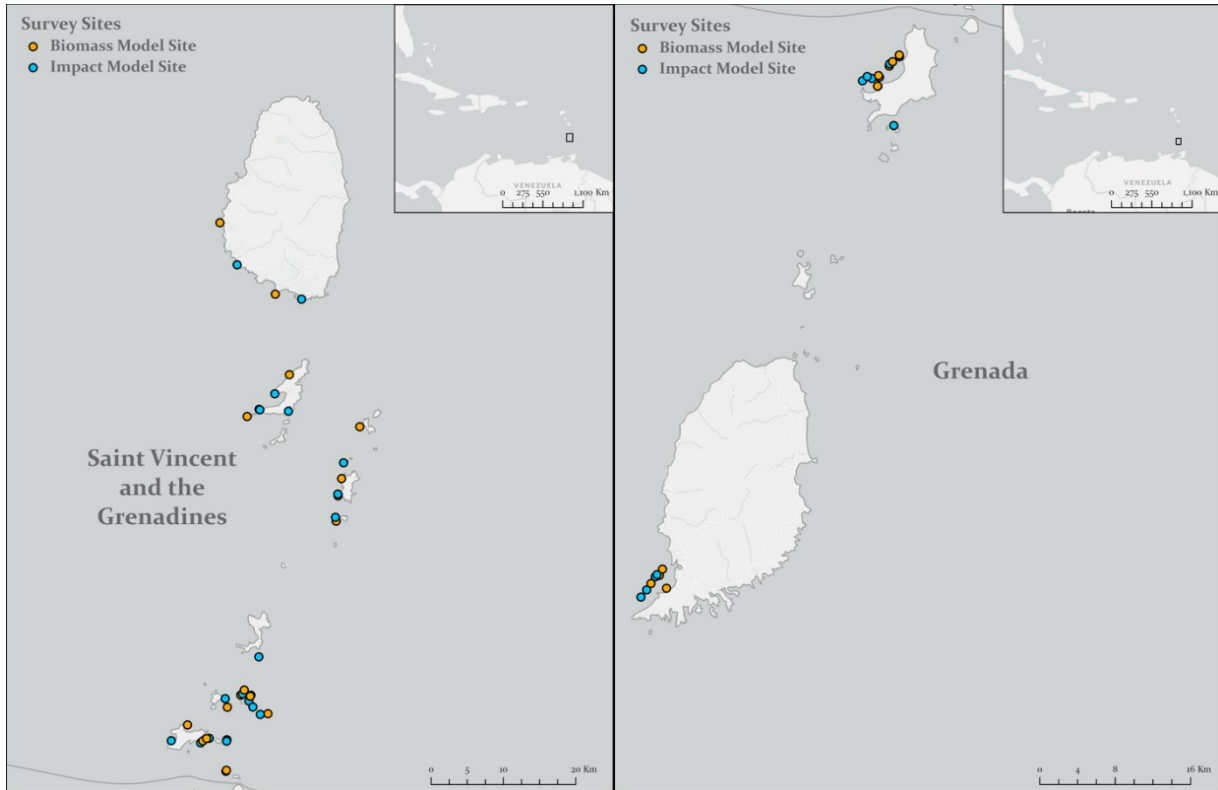 Survey Sites
Biomass Model Site
Impact Model Site
VENEZUELA
0 275 550 1,100 Km
Saint Vincent
and the
Grenadines
0 5 10 20 Km
Survey Sites
Biomass Model Site
Impact Model Site
VENEZUELA
0 275 550 1,100 Km
Grenada
0 4 8 16 Km